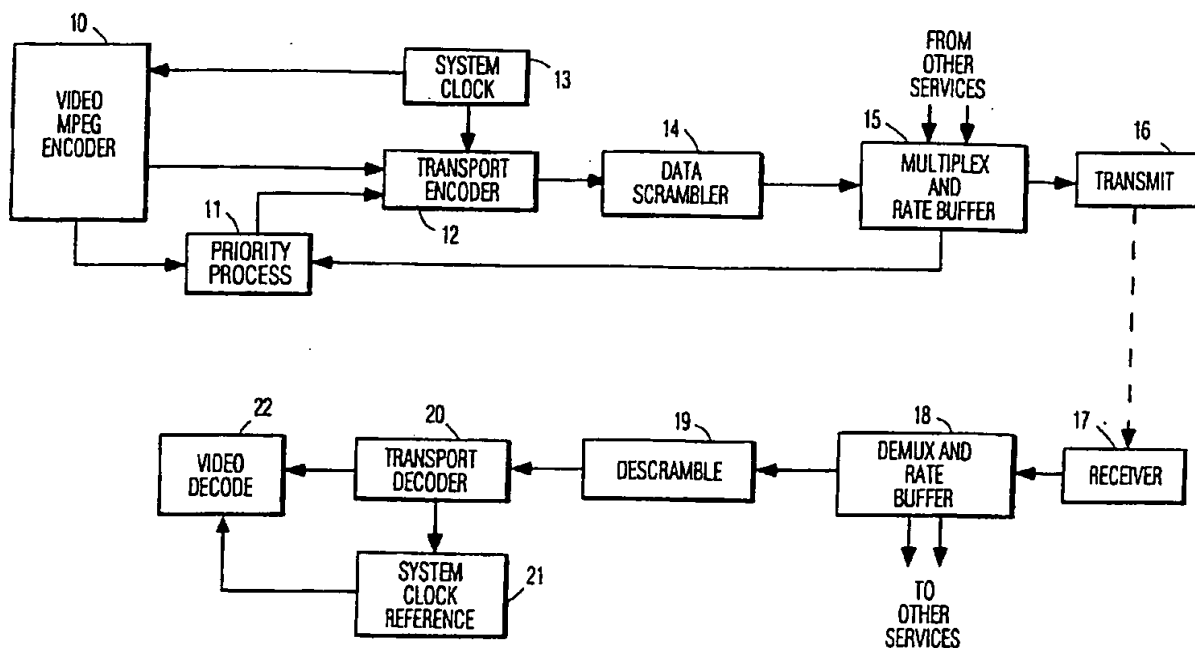 10
VIDEO
MPEG
ENCODER
SYSTEM
CLOCK
13
FROM
OTHER
SERVICES
11
PRIORITY
PROCESS
TRANSPORT
ENCODER
12
14
DATA
SCRAMBLER
15
MULTIPLEX
AND
RATE BUFFER
16
TRANSMIT
22
VIDEO
DECODE
20
TRANSPORT
DECODER
SYSTEM
CLOCK
REFERENCE
21
19
DESCRAMBLE
18
DEMUX AND
RATE
BUFFER
17
RECEIVER
TO
OTHER
SERVICES